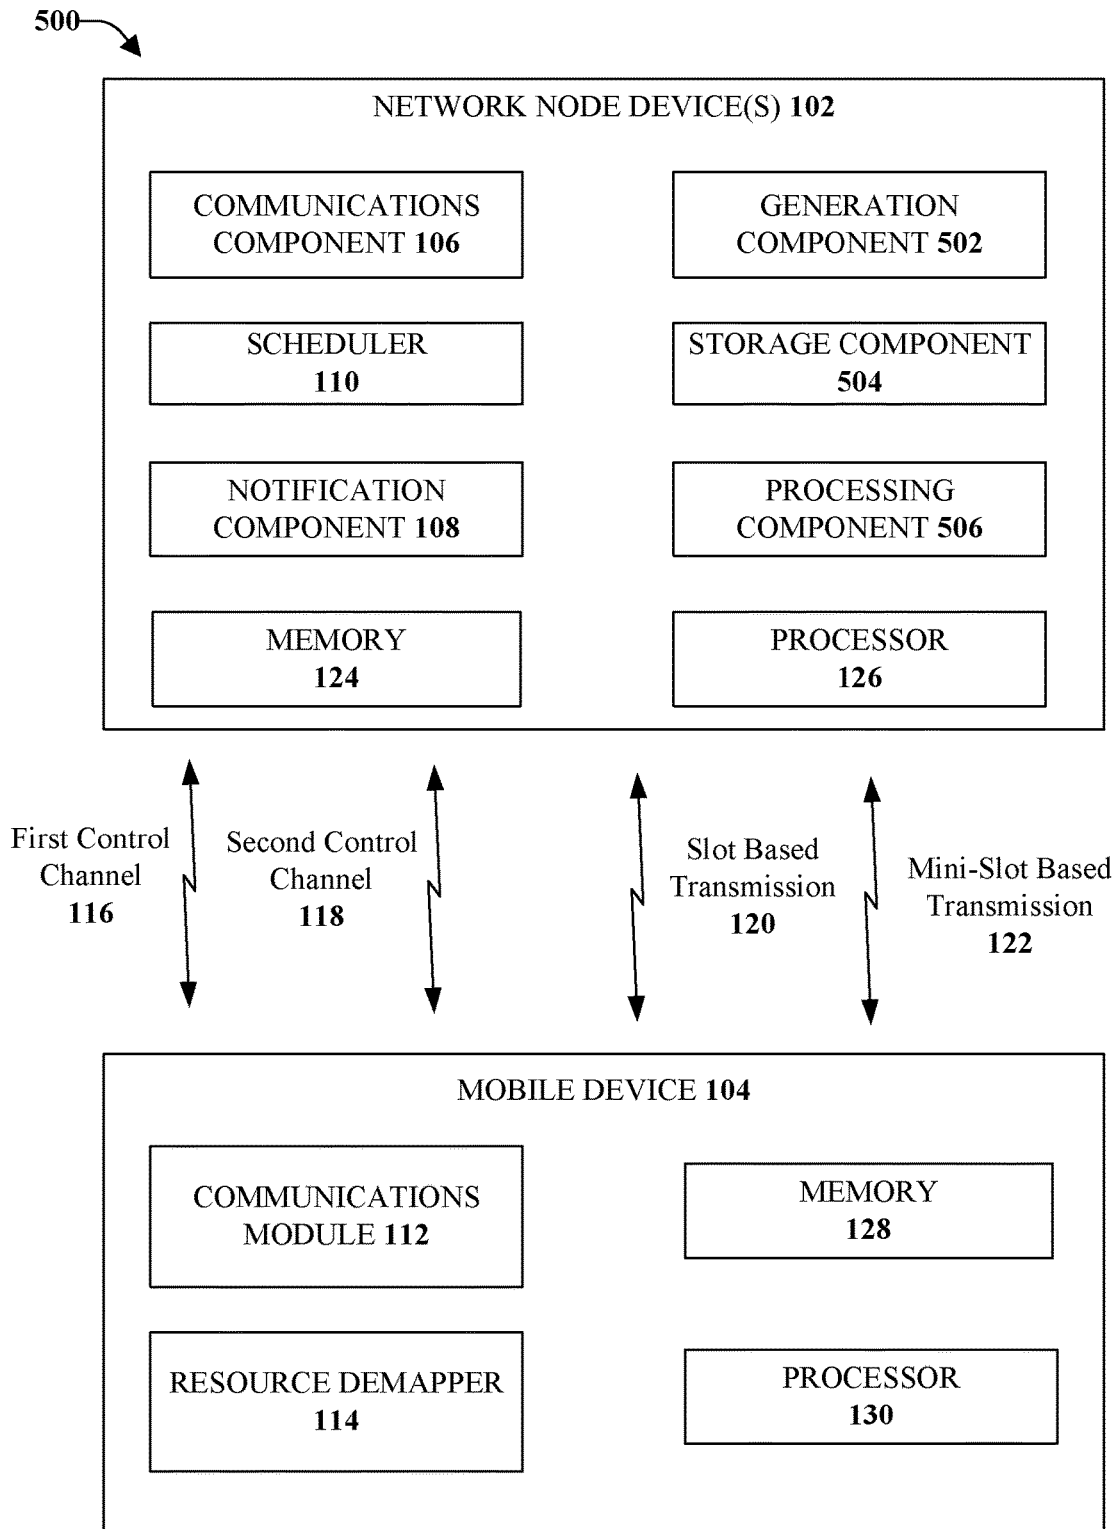 500
NETWORK NODE DEVICE(S) 102
COMMUNICATIONS
COMPONENT 106
GENERATION
COMPONENT 502
SCHEDULER
110
STORAGE COMPONENT
504
NOTIFICATION
COMPONENT 108
PROCESSING
COMPONENT 506
MEMORY
124
PROCESSOR
126
First Control
Channel
116
Second Control
Channel
118
Slot Based
Transmission
120
Mini-Slot Based
Transmission
122
MOBILE DEVICE 104
COMMUNICATIONS
MODULE 112
MEMORY
128
RESOURCE DEMAPPER
114
PROCESSOR
130